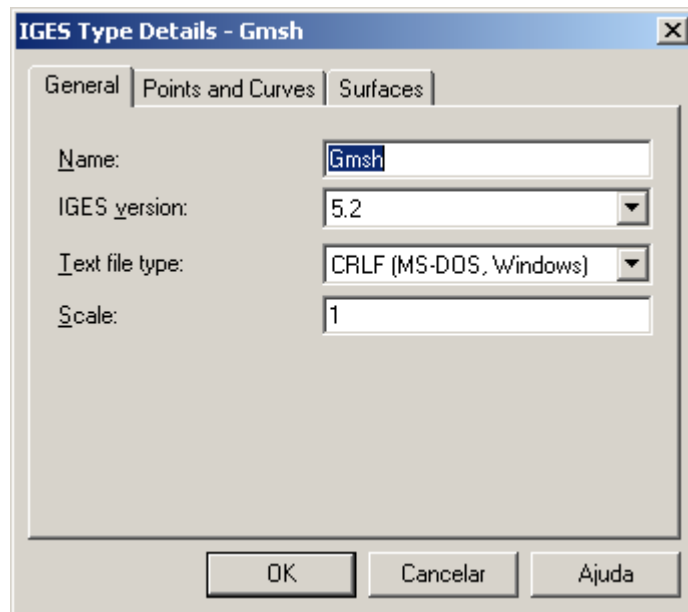 IGES Type Details - Gmsh
General Points and Curves Surfaces
Name: Gmsh
IGES version: 5.2
Text file type: CRLF (MS-DOS, Windows)
Scale: 1
OK Cancelar Ajuda